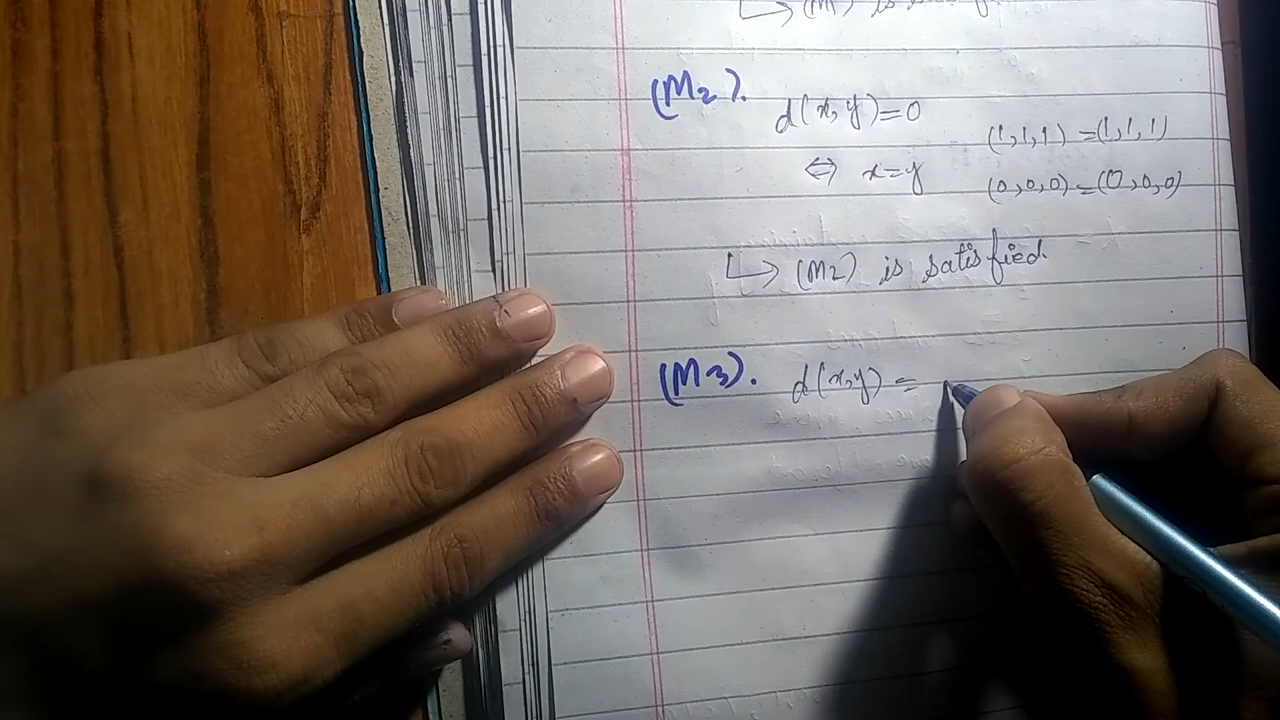 (M2).
d(x,y)=0
(1,1,1)=(1,1,1)
⇔ x=y
(0,0,0)=(0,0,0)
↳ (M2) is satisfied.
(M3). d(x,y) =